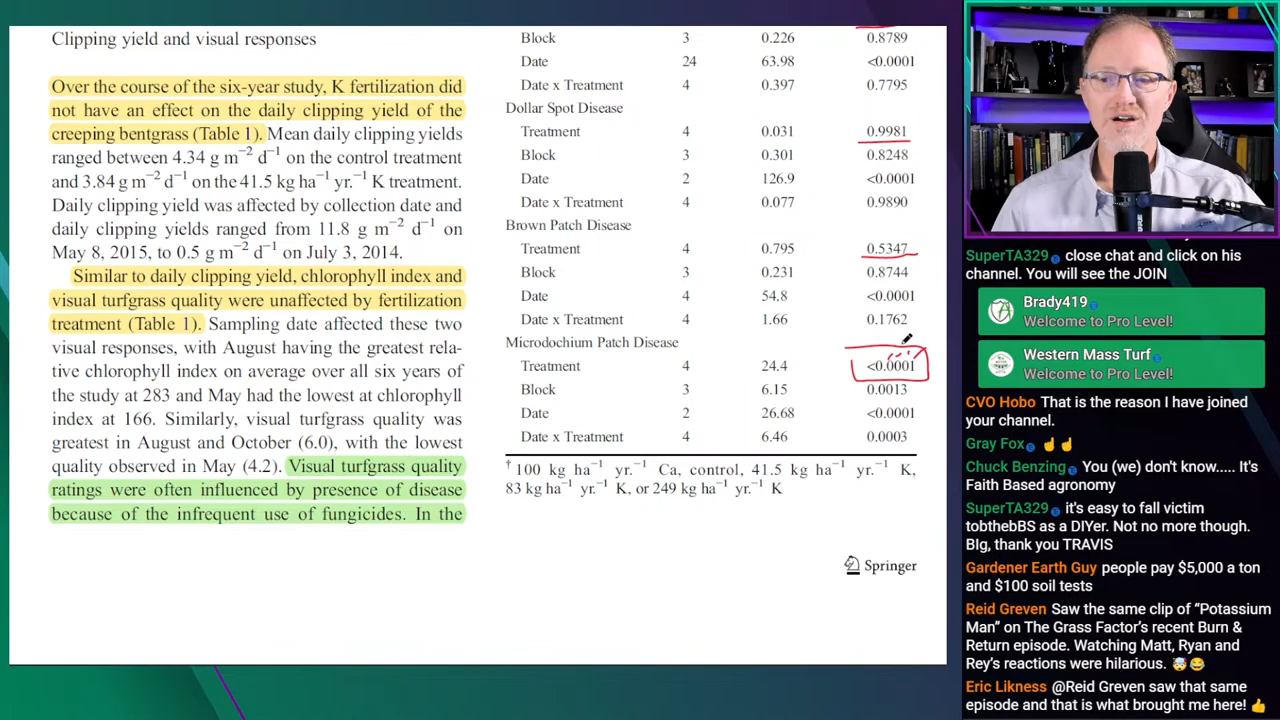 Clipping yield and visual responses
Over the course of the six-year study, K fertilization did
not have an effect on the daily clipping yield of the
creeping bentgrass (Table 1). Mean daily clipping yields
ranged between 4.34 g m⁻² d⁻¹ on the control treatment
and 3.84 g m⁻² d⁻¹ on the 41.5 kg ha⁻¹ yr.⁻¹ K treatment.
Daily clipping yield was affected by collection date and
daily clipping yields ranged from 11.8 g m⁻² d⁻¹ on
May 8, 2015, to 0.5 g m⁻² d⁻¹ on July 3, 2014.
Similar to daily clipping yield, chlorophyll index and
visual turfgrass quality were unaffected by fertilization
treatment (Table 1). Sampling date affected these two
visual responses, with August having the greatest rela-
tive chlorophyll index on average over all six years of
the study at 283 and May had the lowest at chlorophyll
index at 166. Similarly, visual turfgrass quality was
greatest in August and October (6.0), with the lowest
quality observed in May (4.2). Visual turfgrass quality
ratings were often influenced by presence of disease
because of the infrequent use of fungicides. In the
Block 3 0.226 0.8789
Date 24 63.98 <0.0001
Date x Treatment 4 0.397 0.7795
Dollar Spot Disease
Treatment 4 0.031 0.9981
Block 3 0.301 0.8248
Date 2 126.9 <0.0001
Date x Treatment 4 0.077 0.9890
Brown Patch Disease
Treatment 4 0.795 0.5347
Block 3 0.231 0.8744
Date 4 54.8 <0.0001
Date x Treatment 4 1.66 0.1762
Microdochium Patch Disease
Treatment 4 24.4 <0.0001
Block 3 6.15 0.0013
Date 2 26.68 <0.0001
Date x Treatment 4 6.46 0.0003
† 100 kg ha⁻¹ yr.⁻¹ Ca, control, 41.5 kg ha⁻¹ yr.⁻¹ K,
83 kg ha⁻¹ yr.⁻¹ K, or 249 kg ha⁻¹ yr.⁻¹ K
Springer
SuperTA329 close chat and click on his
channel. You will see the JOIN
Brady419
Welcome to Pro Level!
Western Mass Turf
Welcome to Pro Level!
CVO Hobo That is the reason I have joined
your channel.
Gray Fox ☝️☝️
Chuck Benzing You (we) don't know..... It's
Faith Based agronomy
SuperTA329 it's easy to fall victim
tobthebBS as a DIYer. Not no more though.
BIg, thank you TRAVIS
Gardener Earth Guy people pay $5,000 a ton
and $100 soil tests
Reid Greven Saw the same clip of “Potassium
Man” on The Grass Factor's recent Burn &
Return episode. Watching Matt, Ryan and
Rey's reactions were hilarious. 🤯😂
Eric Likness @Reid Greven saw that same
episode and that is what brought me here! 👍